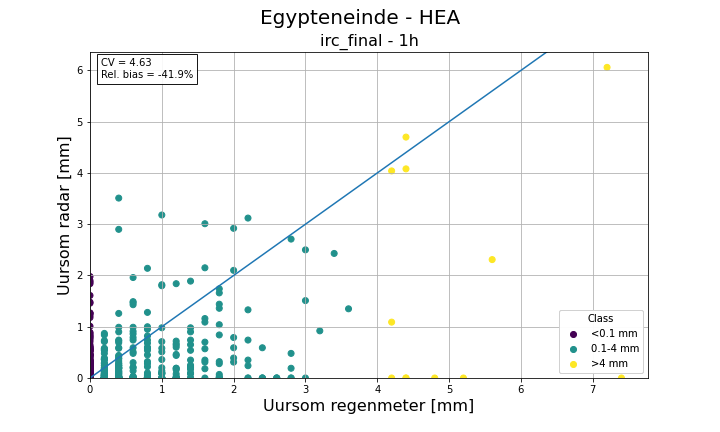 Egypteneinde - HEA
irc_final - 1h
CV = 4.63
Rel. bias = -41.9%
Uursom radar [mm]
6
5
4
3
2
1
0
0 1 2 3 4 5 6 7
Uursom regenmeter [mm]
Class
<0.1 mm
0.1-4 mm
>4 mm